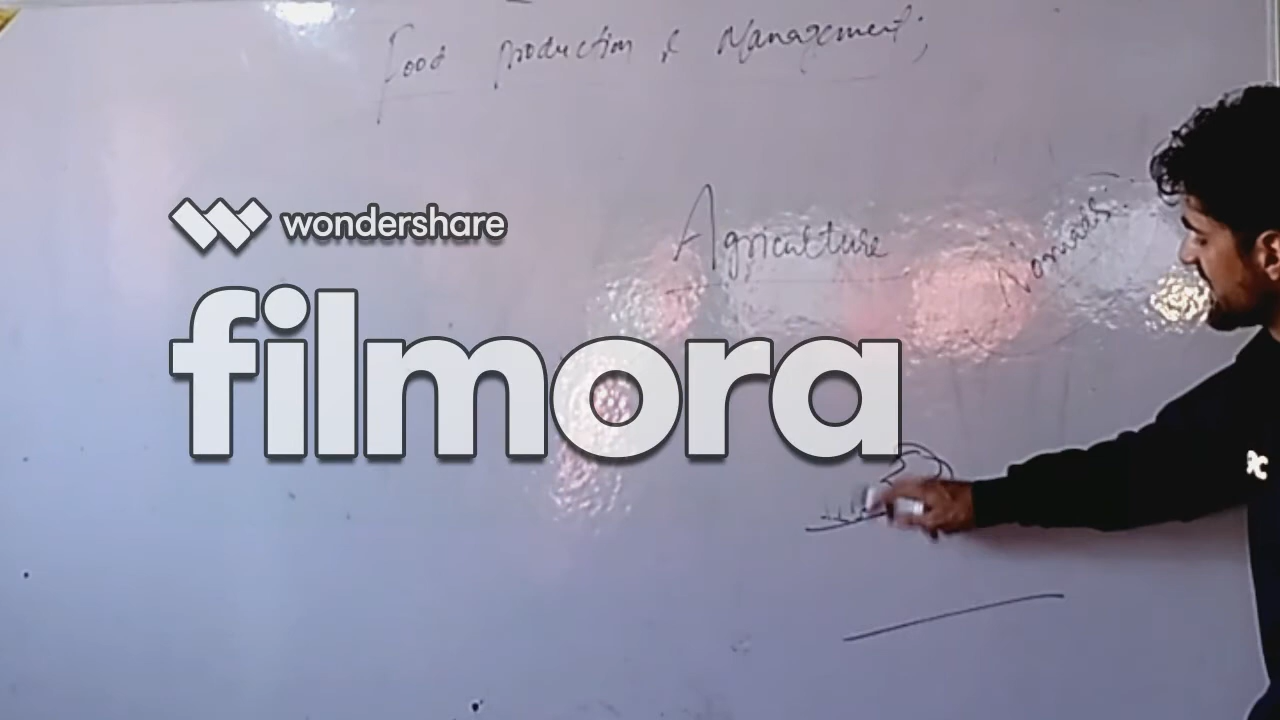 Food production & Management;
Agriculture
Nomads.
wondershare
filmora